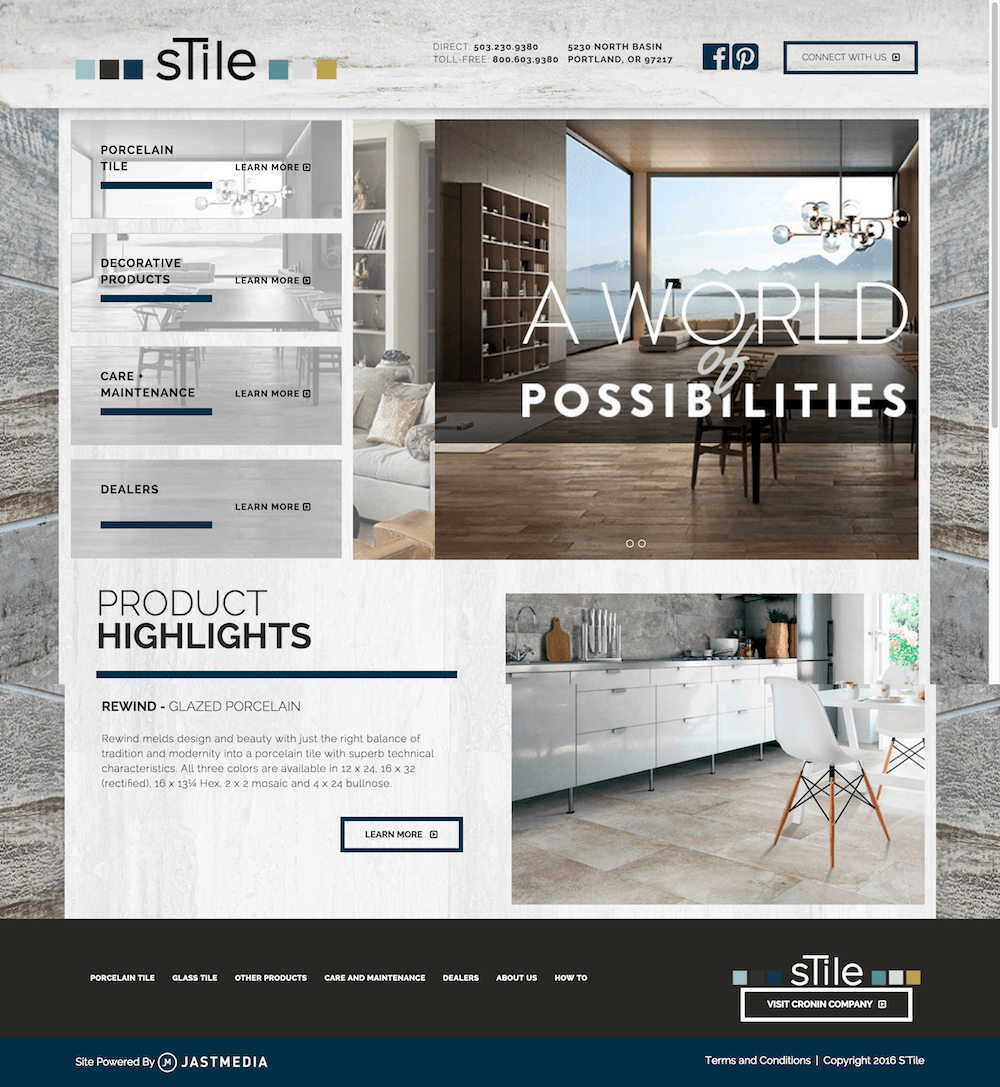 sTile
DIRECT: 503.230.9380
TOLL-FREE: 800.603.9380
5230 NORTH BASIN
PORTLAND, OR 97217
CONNECT WITH US
PORCELAIN
TILE
LEARN MORE
DECORATIVE
PRODUCTS
LEARN MORE
CARE +
MAINTENANCE
LEARN MORE
DEALERS
LEARN MORE
A WORLD
of
POSSIBILITIES
PRODUCT
HIGHLIGHTS
REWIND - GLAZED PORCELAIN
Rewind melds design and beauty with just the right balance of
tradition and modernity into a porcelain tile with superb technical
characteristics. All three colors are available in 12 x 24, 16 x 32
(rectified), 16 x 13¼ Hex, 2 x 2 mosaic and 4 x 24 bullnose.
LEARN MORE
PORCELAIN TILE GLASS TILE OTHER PRODUCTS CARE AND MAINTENANCE DEALERS ABOUT US HOW TO
sTile
VISIT CRONIN COMPANY
Site Powered By JM JASTMEDIA
Terms and Conditions | Copyright 2016 S'Tile